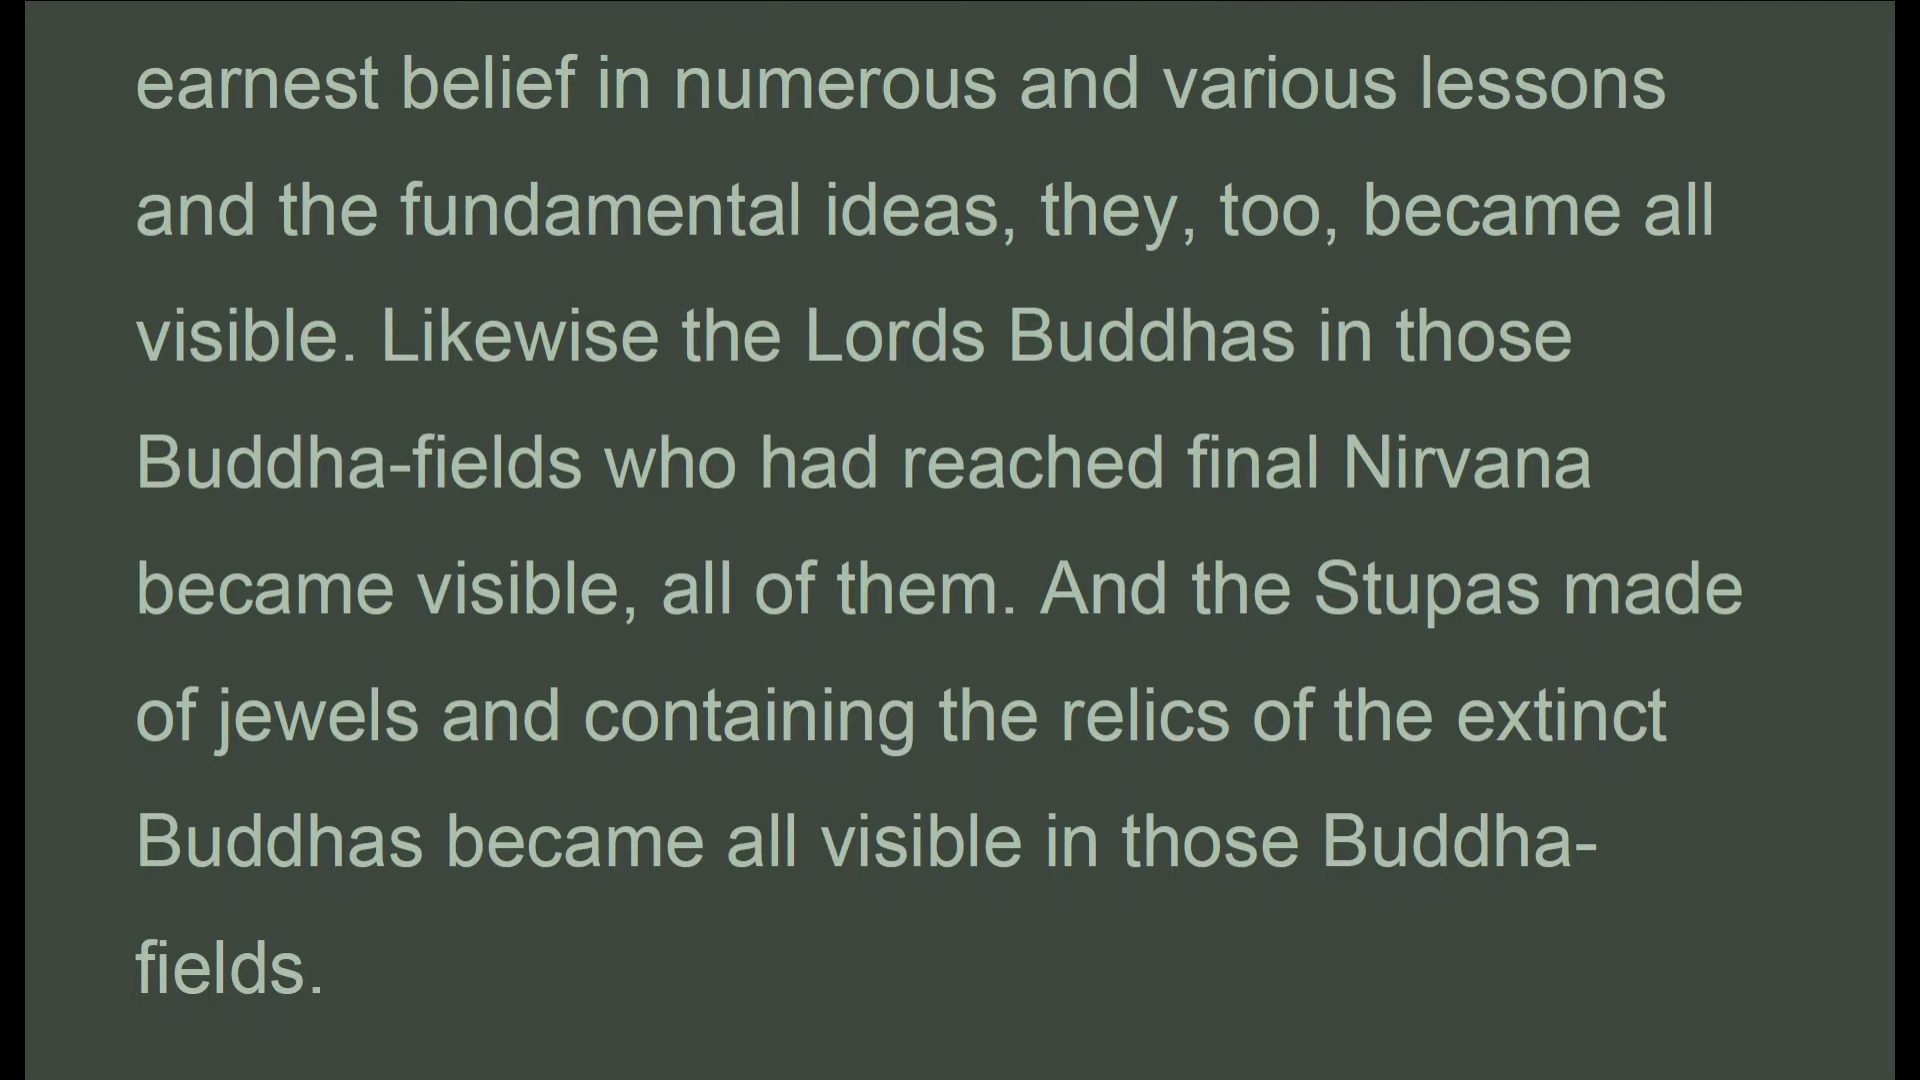 earnest belief in numerous and various lessons
and the fundamental ideas, they, too, became all
visible. Likewise the Lords Buddhas in those
Buddha-fields who had reached final Nirvana
became visible, all of them. And the Stupas made
of jewels and containing the relics of the extinct
Buddhas became all visible in those Buddha-
fields.